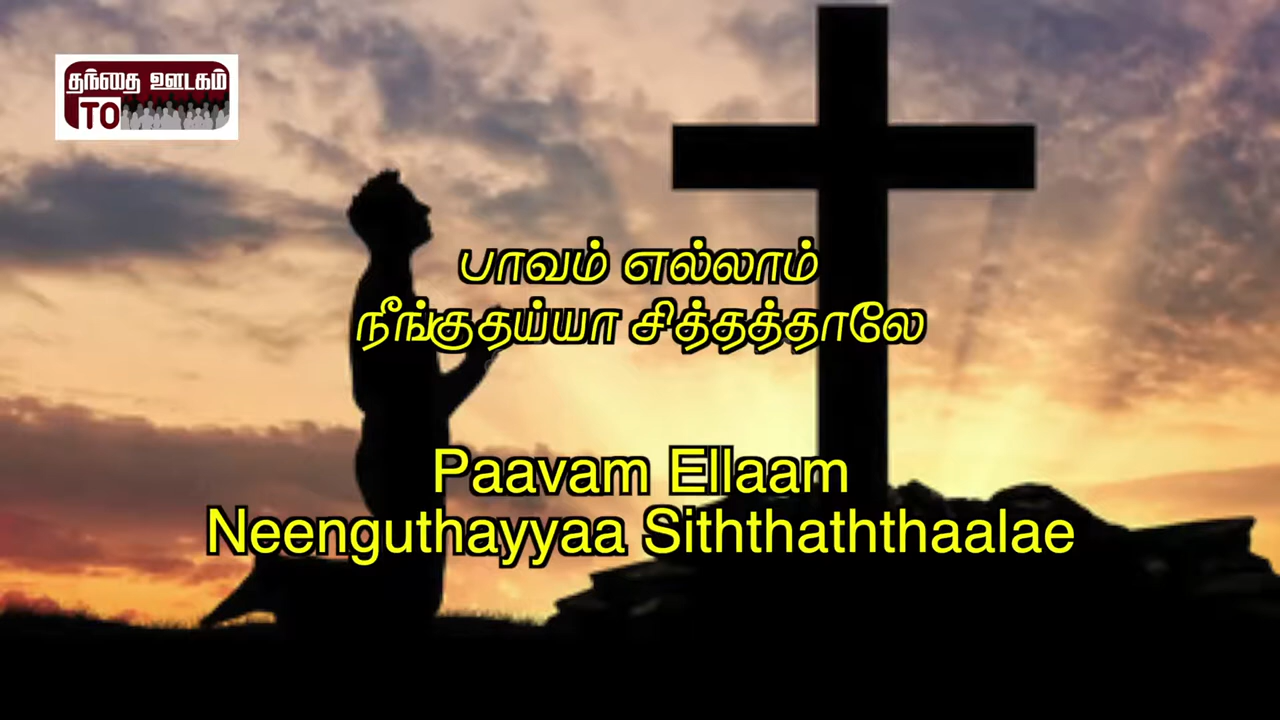 தந்தை ஊடகம்
TO
பாவம் எல்லாம்
நீங்குதய்யா சித்தத்தாலே
Paavam Ellaam
Neenguthayyaa Siththaththaalae